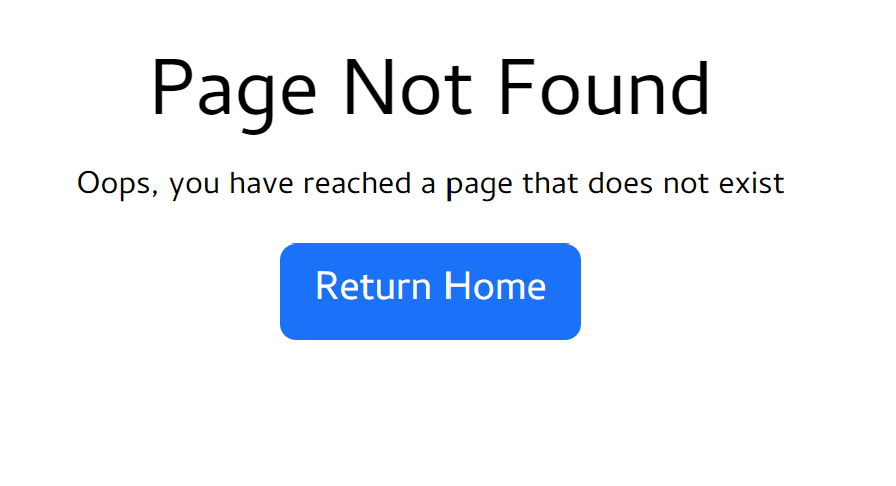 Page Not Found
Oops, you have reached a page that does not exist
Return Home